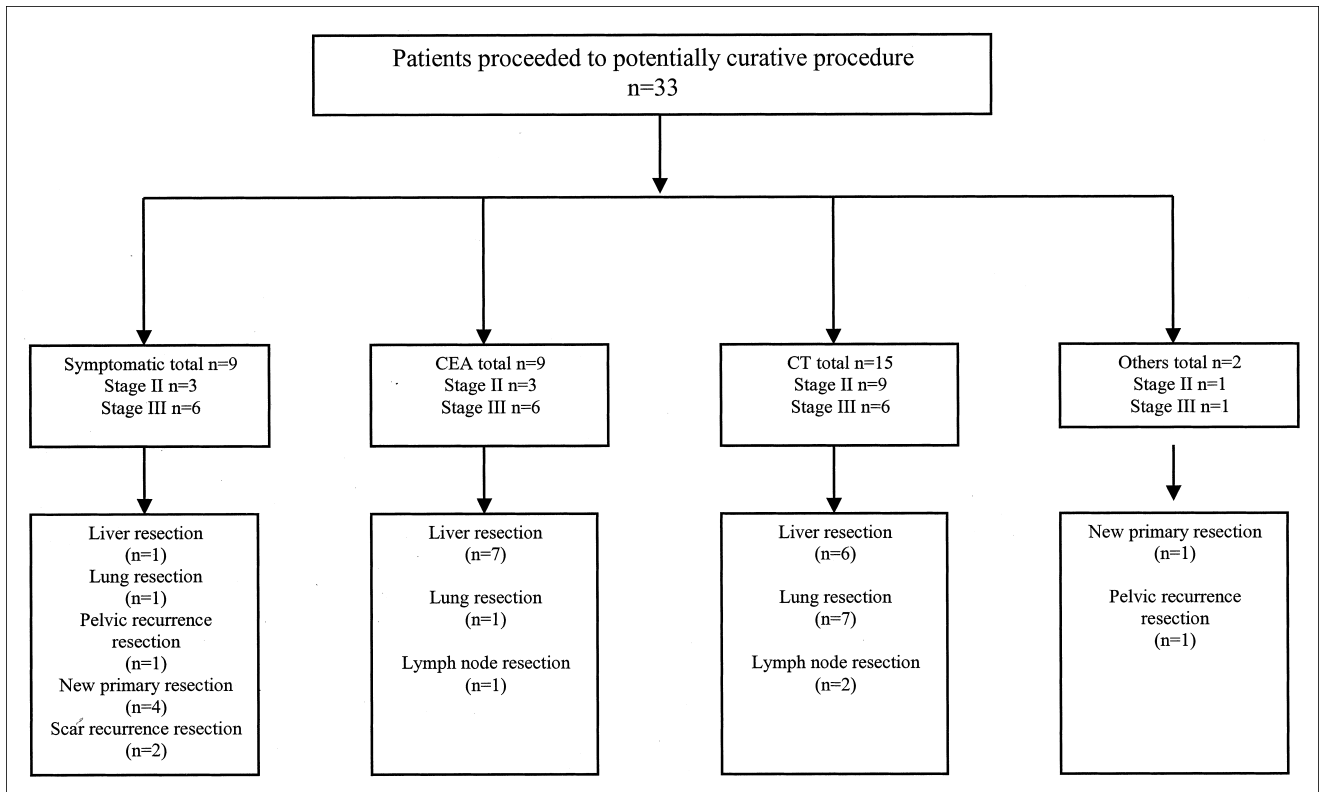 Patients proceeded to potentially curative procedure
n=33
Symptomatic total n=9
Stage II n=3
Stage III n=6
CEA total n=9
Stage II n=3
Stage III n=6
CT total n=15
Stage II n=9
Stage III n=6
Others total n=2
Stage II n=1
Stage III n=1
Liver resection
(n=1)
Lung resection
(n=1)
Pelvic recurrence
resection
(n=1)
New primary resection
(n=4)
Scar recurrence resection
(n=2)
Liver resection
(n=7)
Lung resection
(n=1)
Lymph node resection
(n=1)
Liver resection
(n=6)
Lung resection
(n=7)
Lymph node resection
(n=2)
New primary resection
(n=1)
Pelvic recurrence
resection
(n=1)